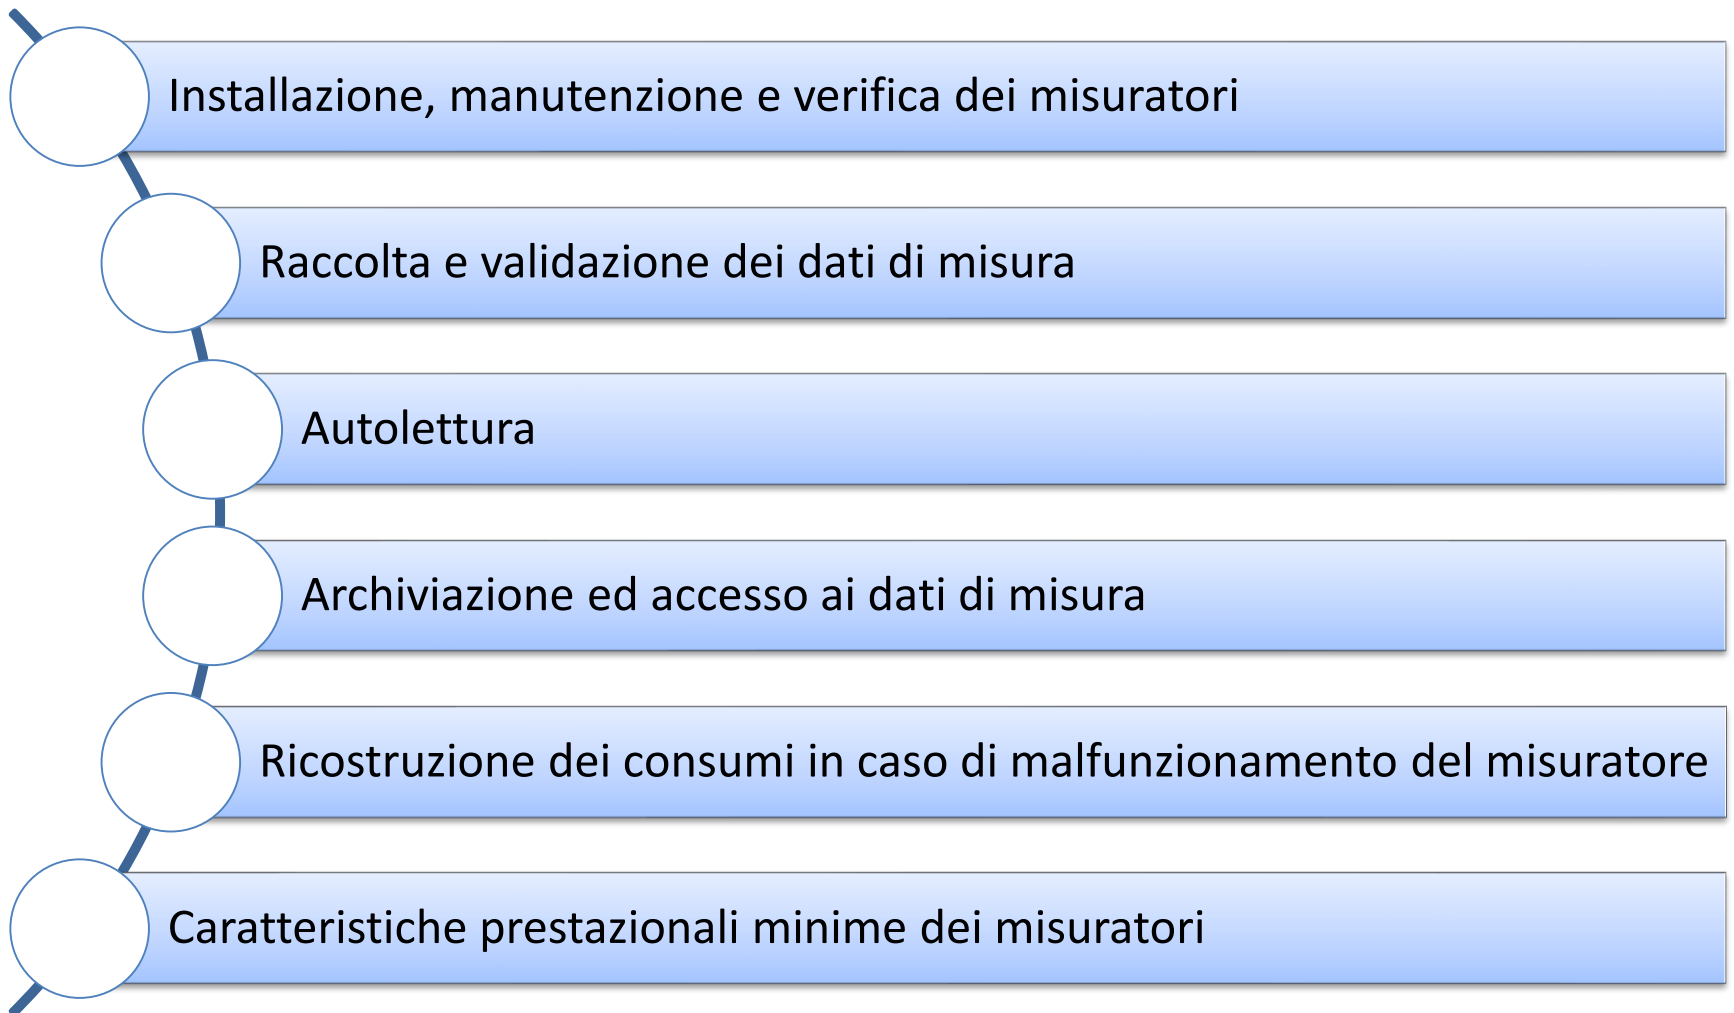 Installazione, manutenzione e verifica dei misuratori
Raccolta e validazione dei dati di misura
Autolettura
Archiviazione ed accesso ai dati di misura
Ricostruzione dei consumi in caso di malfunzionamento del misuratore
Caratteristiche prestazionali minime dei misuratori